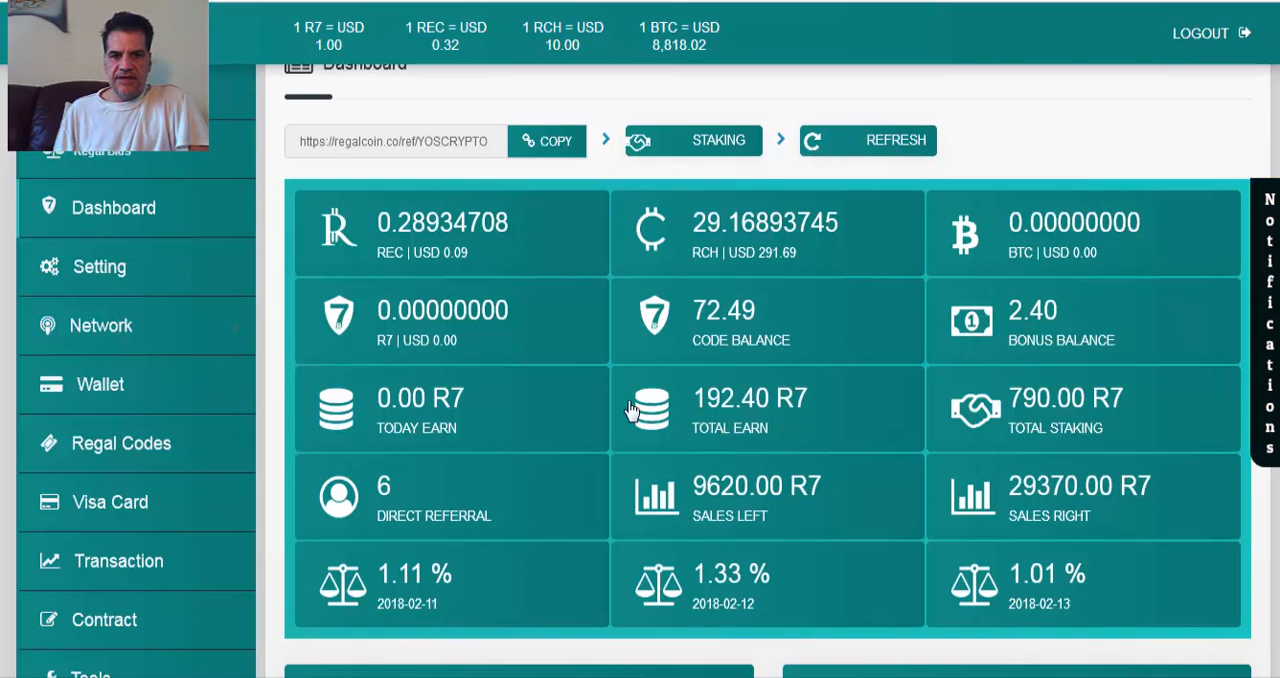 1 R7 = USD
1.00
1 REC = USD
0.32
1 RCH = USD
10.00
1 BTC = USD
8,818.02
LOGOUT
Dashboard
https://regalcoin.co/ref/YOSCRYPTO
COPY
STAKING
REFRESH
Regal Bids
Dashboard
Setting
Network
Wallet
Regal Codes
Visa Card
Transaction
Contract
Tools
0.28934708
REC | USD 0.09
29.16893745
RCH | USD 291.69
0.00000000
BTC | USD 0.00
0.00000000
R7 | USD 0.00
72.49
CODE BALANCE
2.40
BONUS BALANCE
0.00 R7
TODAY EARN
192.40 R7
TOTAL EARN
790.00 R7
TOTAL STAKING
6
DIRECT REFERRAL
9620.00 R7
SALES LEFT
29370.00 R7
SALES RIGHT
1.11 %
2018-02-11
1.33 %
2018-02-12
1.01 %
2018-02-13
Notifications